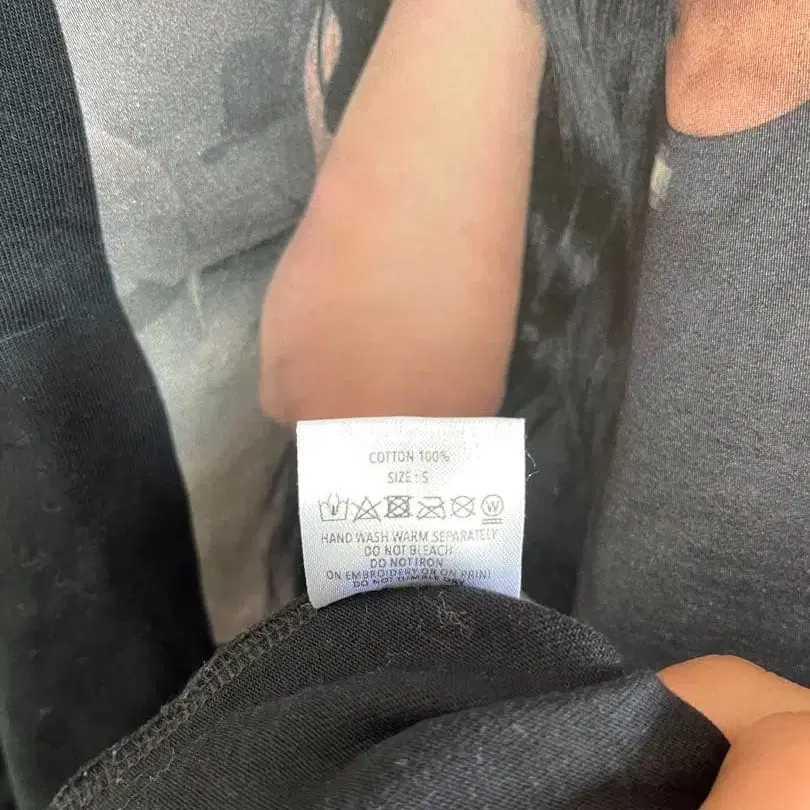 COTTON 100%
SIZE : S
W
HAND WASH WARM SEPARATELY
DO NOT BLEACH
DO NOT IRON
ON EMBROIDERY OR ON PRINT
DO NOT TUMBLE DRY